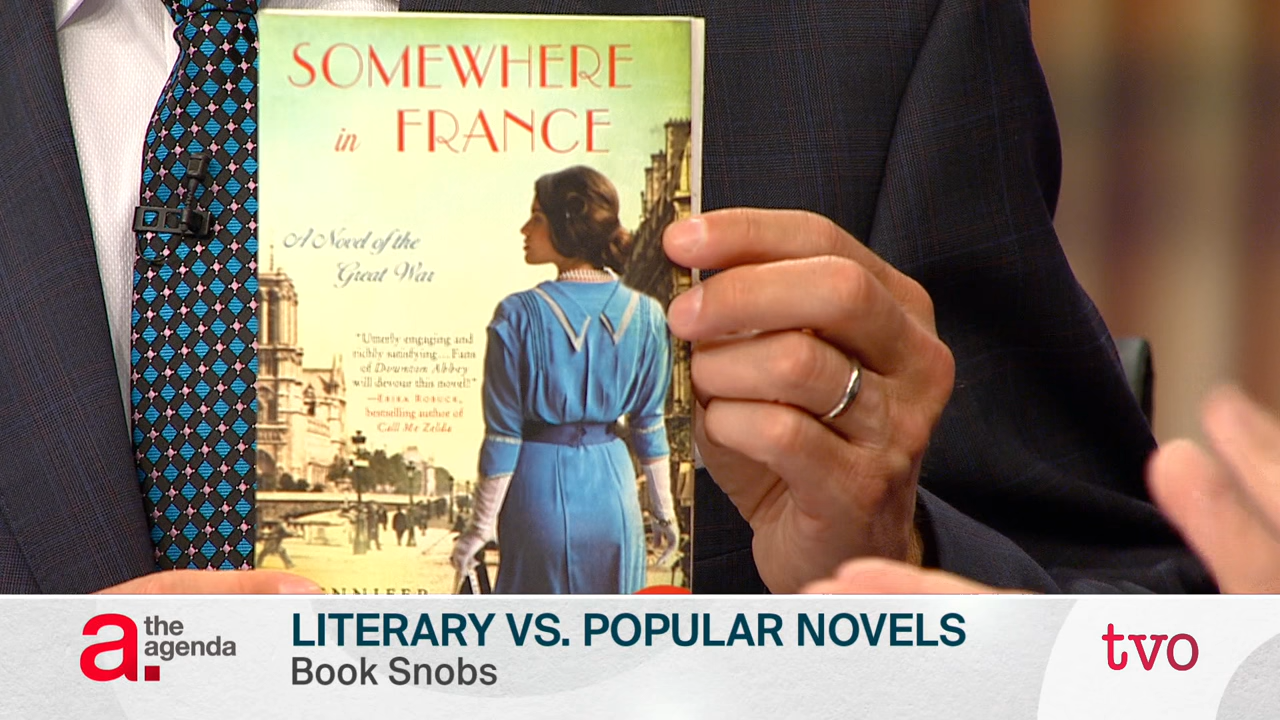 SOMEWHERE
in FRANCE
A Novel of the
Great War
"Utterly engaging and
richly satisfying... Fans
of Downton Abbey
will devour this novel!"
—ERIKA ROBUCK,
bestselling author of
Call Me Zelda
the
a. agenda
LITERARY VS. POPULAR NOVELS
Book Snobs
tvo